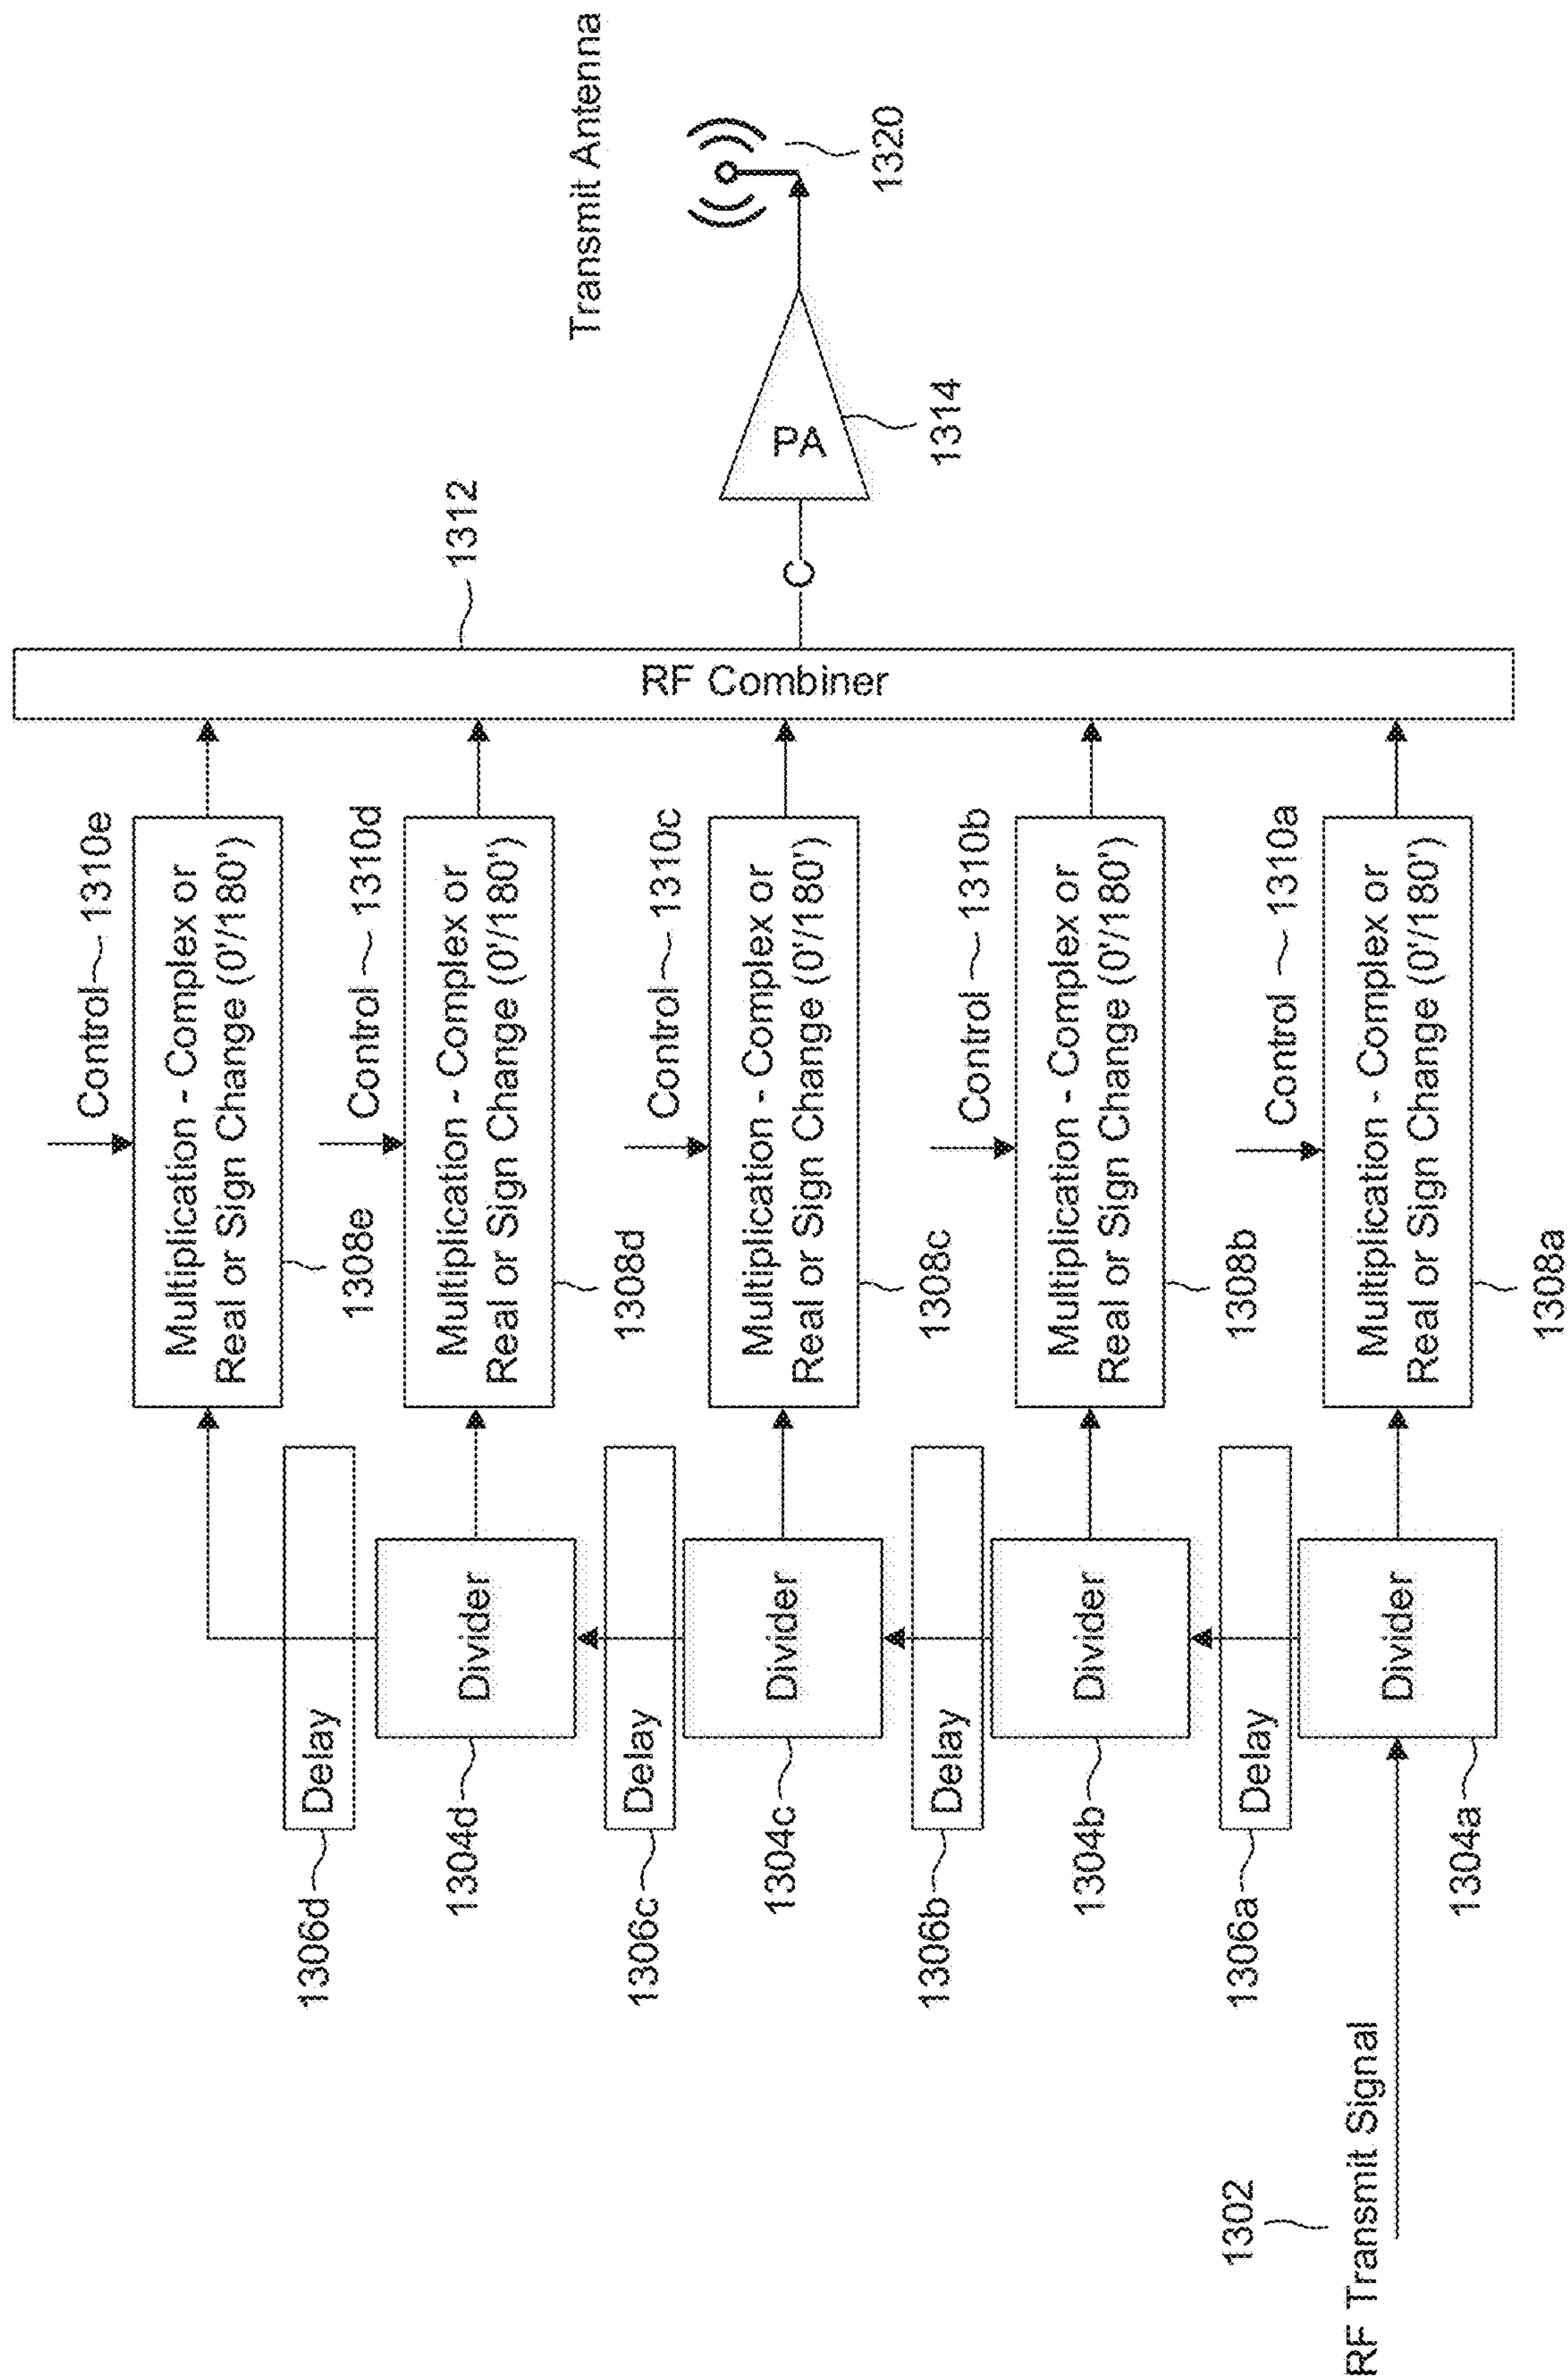 Transmit Antenna
1320
PA
1314
1312
RF Combiner
C
Control
1310e
Multiplication - Complex or
Real or Sign Change (0'/180')
1308e
Control
1310d
Multiplication - Complex or
Real or Sign Change (0'/180')
1308d
Control
1310c
Multiplication - Complex or
Real or Sign Change (0'/180')
1308c
Control
1310b
Multiplication - Complex or
Real or Sign Change (0'/180')
1308b
Control
1310a
Multiplication - Complex or
Real or Sign Change (0'/180')
1308a
Delay
1306d
Divider
1304d
Delay
1306c
Divider
1304c
Delay
1306b
Divider
1304b
Delay
1306a
Divider
1304a
1302
RF Transmit Signal